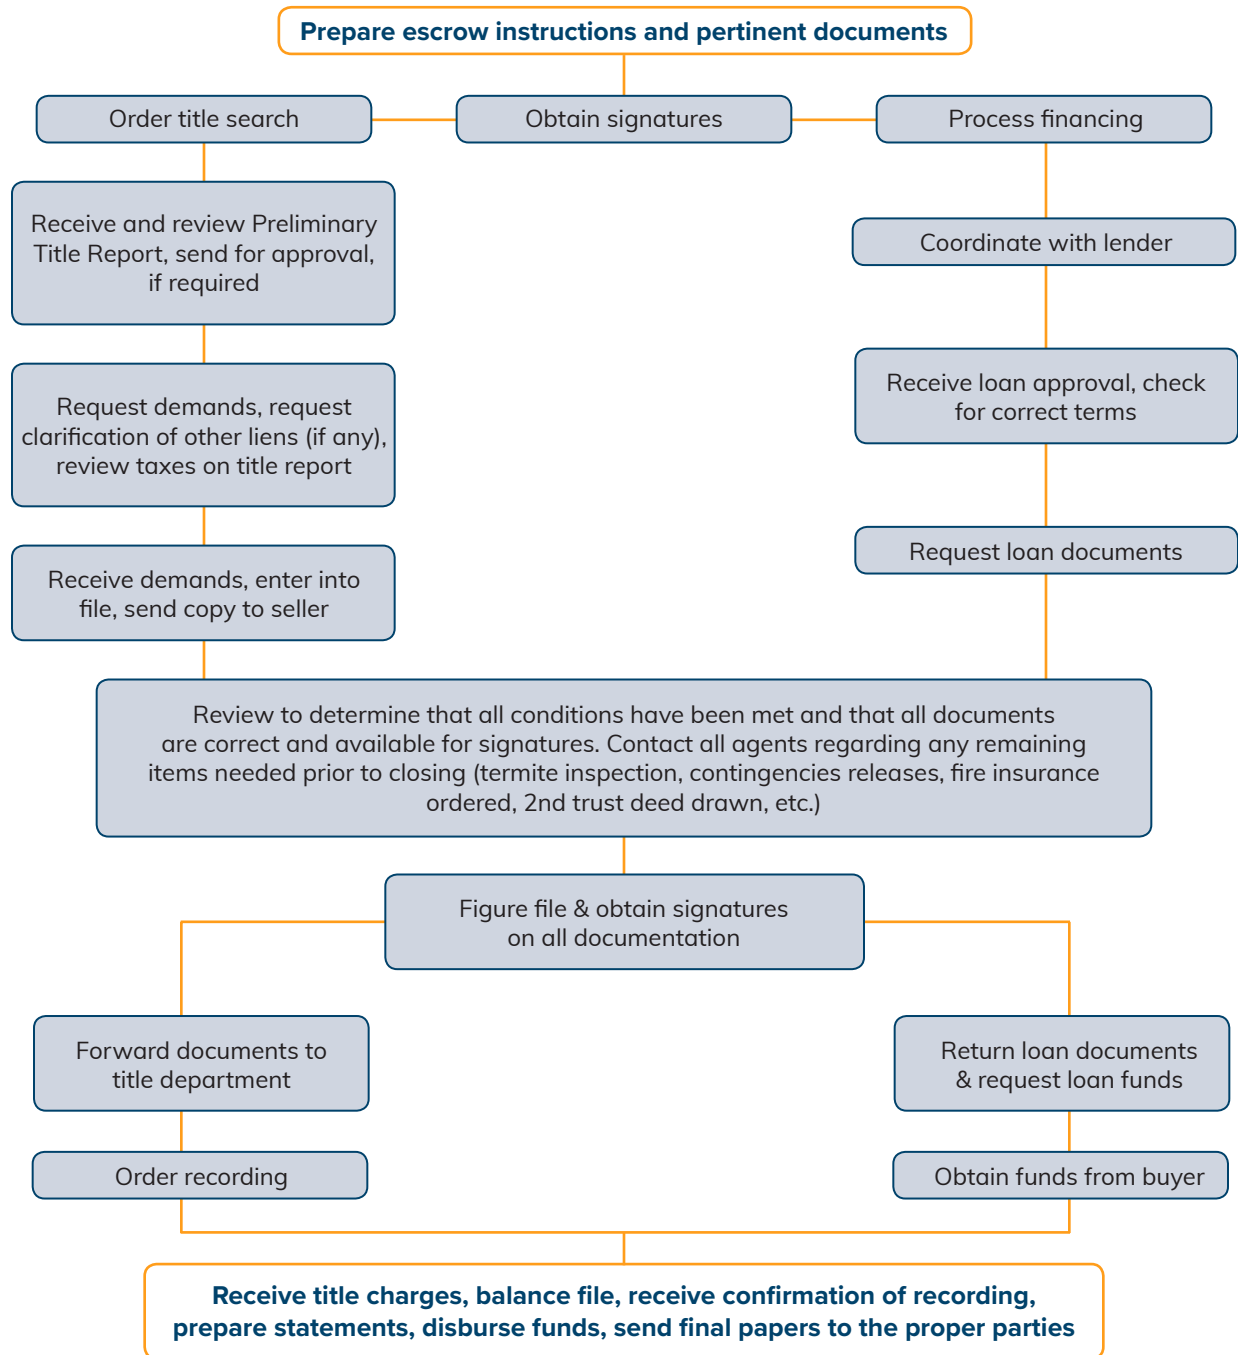 Prepare escrow instructions and pertinent documents
Order title search
Obtain signatures
Process financing
Receive and review Preliminary
Title Report, send for approval,
if required
Coordinate with lender
Request demands, request
clarification of other liens (if any),
review taxes on title report
Receive loan approval, check
for correct terms
Receive demands, enter into
file, send copy to seller
Request loan documents
Review to determine that all conditions have been met and that all documents
are correct and available for signatures. Contact all agents regarding any remaining
items needed prior to closing (termite inspection, contingencies releases, fire insurance
ordered, 2nd trust deed drawn, etc.)
Figure file & obtain signatures
on all documentation
Forward documents to
title department
Return loan documents
& request loan funds
Order recording
Obtain funds from buyer
Receive title charges, balance file, receive confirmation of recording,
prepare statements, disburse funds, send final papers to the proper parties